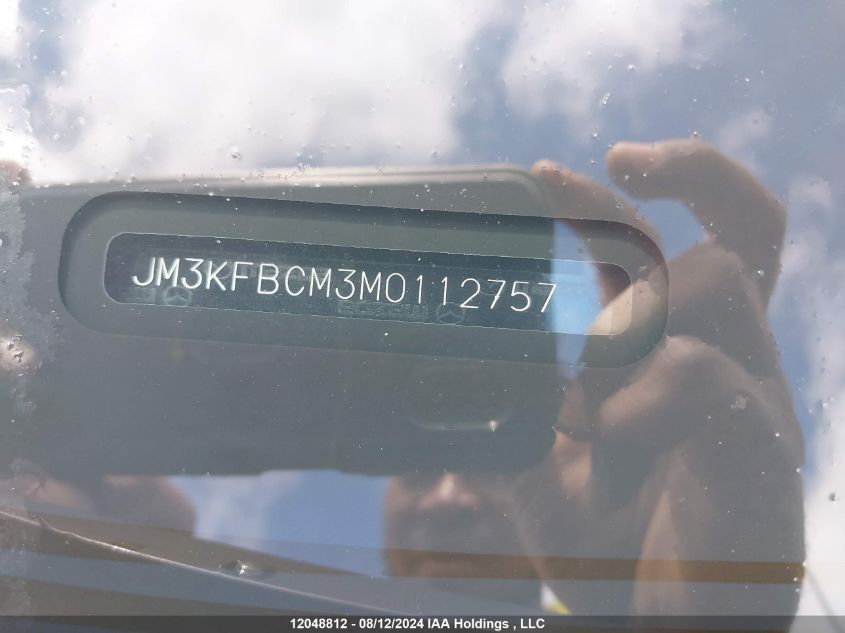 JM3KFBCM3M0112757
12048812 - 08/12/2024 IAA Holdings , LLC